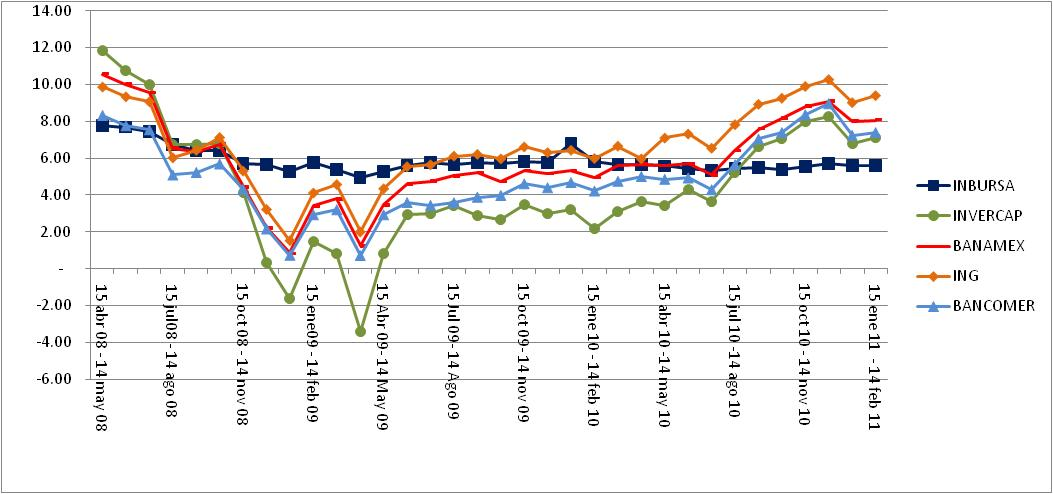 14.00
12.00
10.00
8.00
6.00
4.00
2.00
-
-2.00
-4.00
-6.00
15 abr 08 - 14 may 08
15 jul08 - 14 ago 08
15 oct 08 - 14 nov 08
15 ene09 - 14 feb 09
15 Abr 09-14 May 09
15 Jul 09-14 Ago 09
15 oct 09-14 nov 09
15 ene 10 -14 feb 10
15 abri 10 -14 may 10
15 jul 10 -14 ago 10
15 oct 10 -14 nov 10
15 ene 11 - 14 feb 11
INBURSA
INVERCAP
BANAMEX
ING
BANCOMER